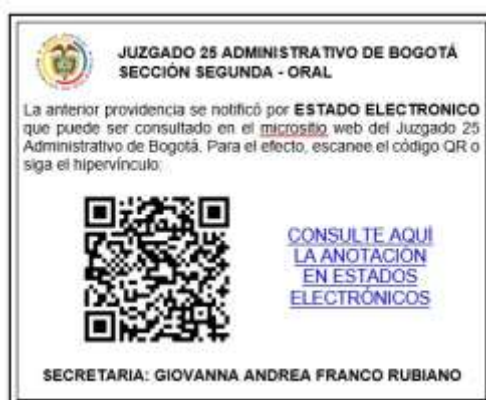 JUZGADO 25 ADMINISTRATIVO DE BOGOTÁ
SECCIÓN SEGUNDA - ORAL
La anterior providencia se notificó por ESTADO ELECTRONICO
que puede ser consultado en el micrositio web del Juzgado 25
Administrativo de Bogotá. Para el efecto, escanee el código QR o
siga el hipervínculo:
CONSULTE AQUÍ
LA ANOTACIÓN
EN ESTADOS
ELECTRÓNICOS
SECRETARIA: GIOVANNA ANDREA FRANCO RUBIANO